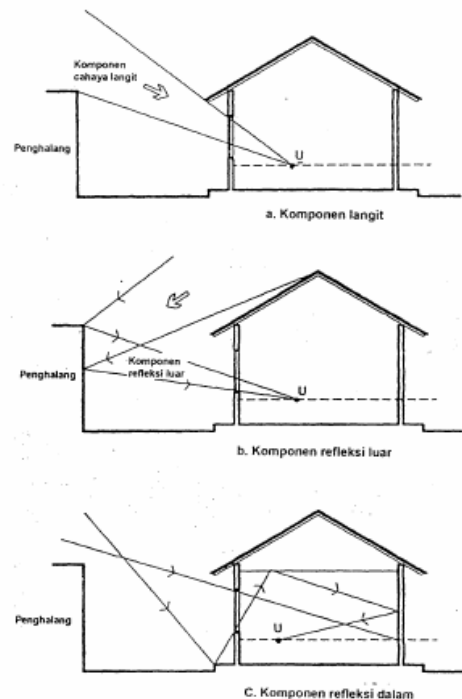 Komponen
cahaya langit
Penghalang
U
a. Komponen langit
Komponen
refleksi luar
Penghalang
U
b. Komponen refleksi luar
Penghalang
U
C. Komponen refleksi dalam